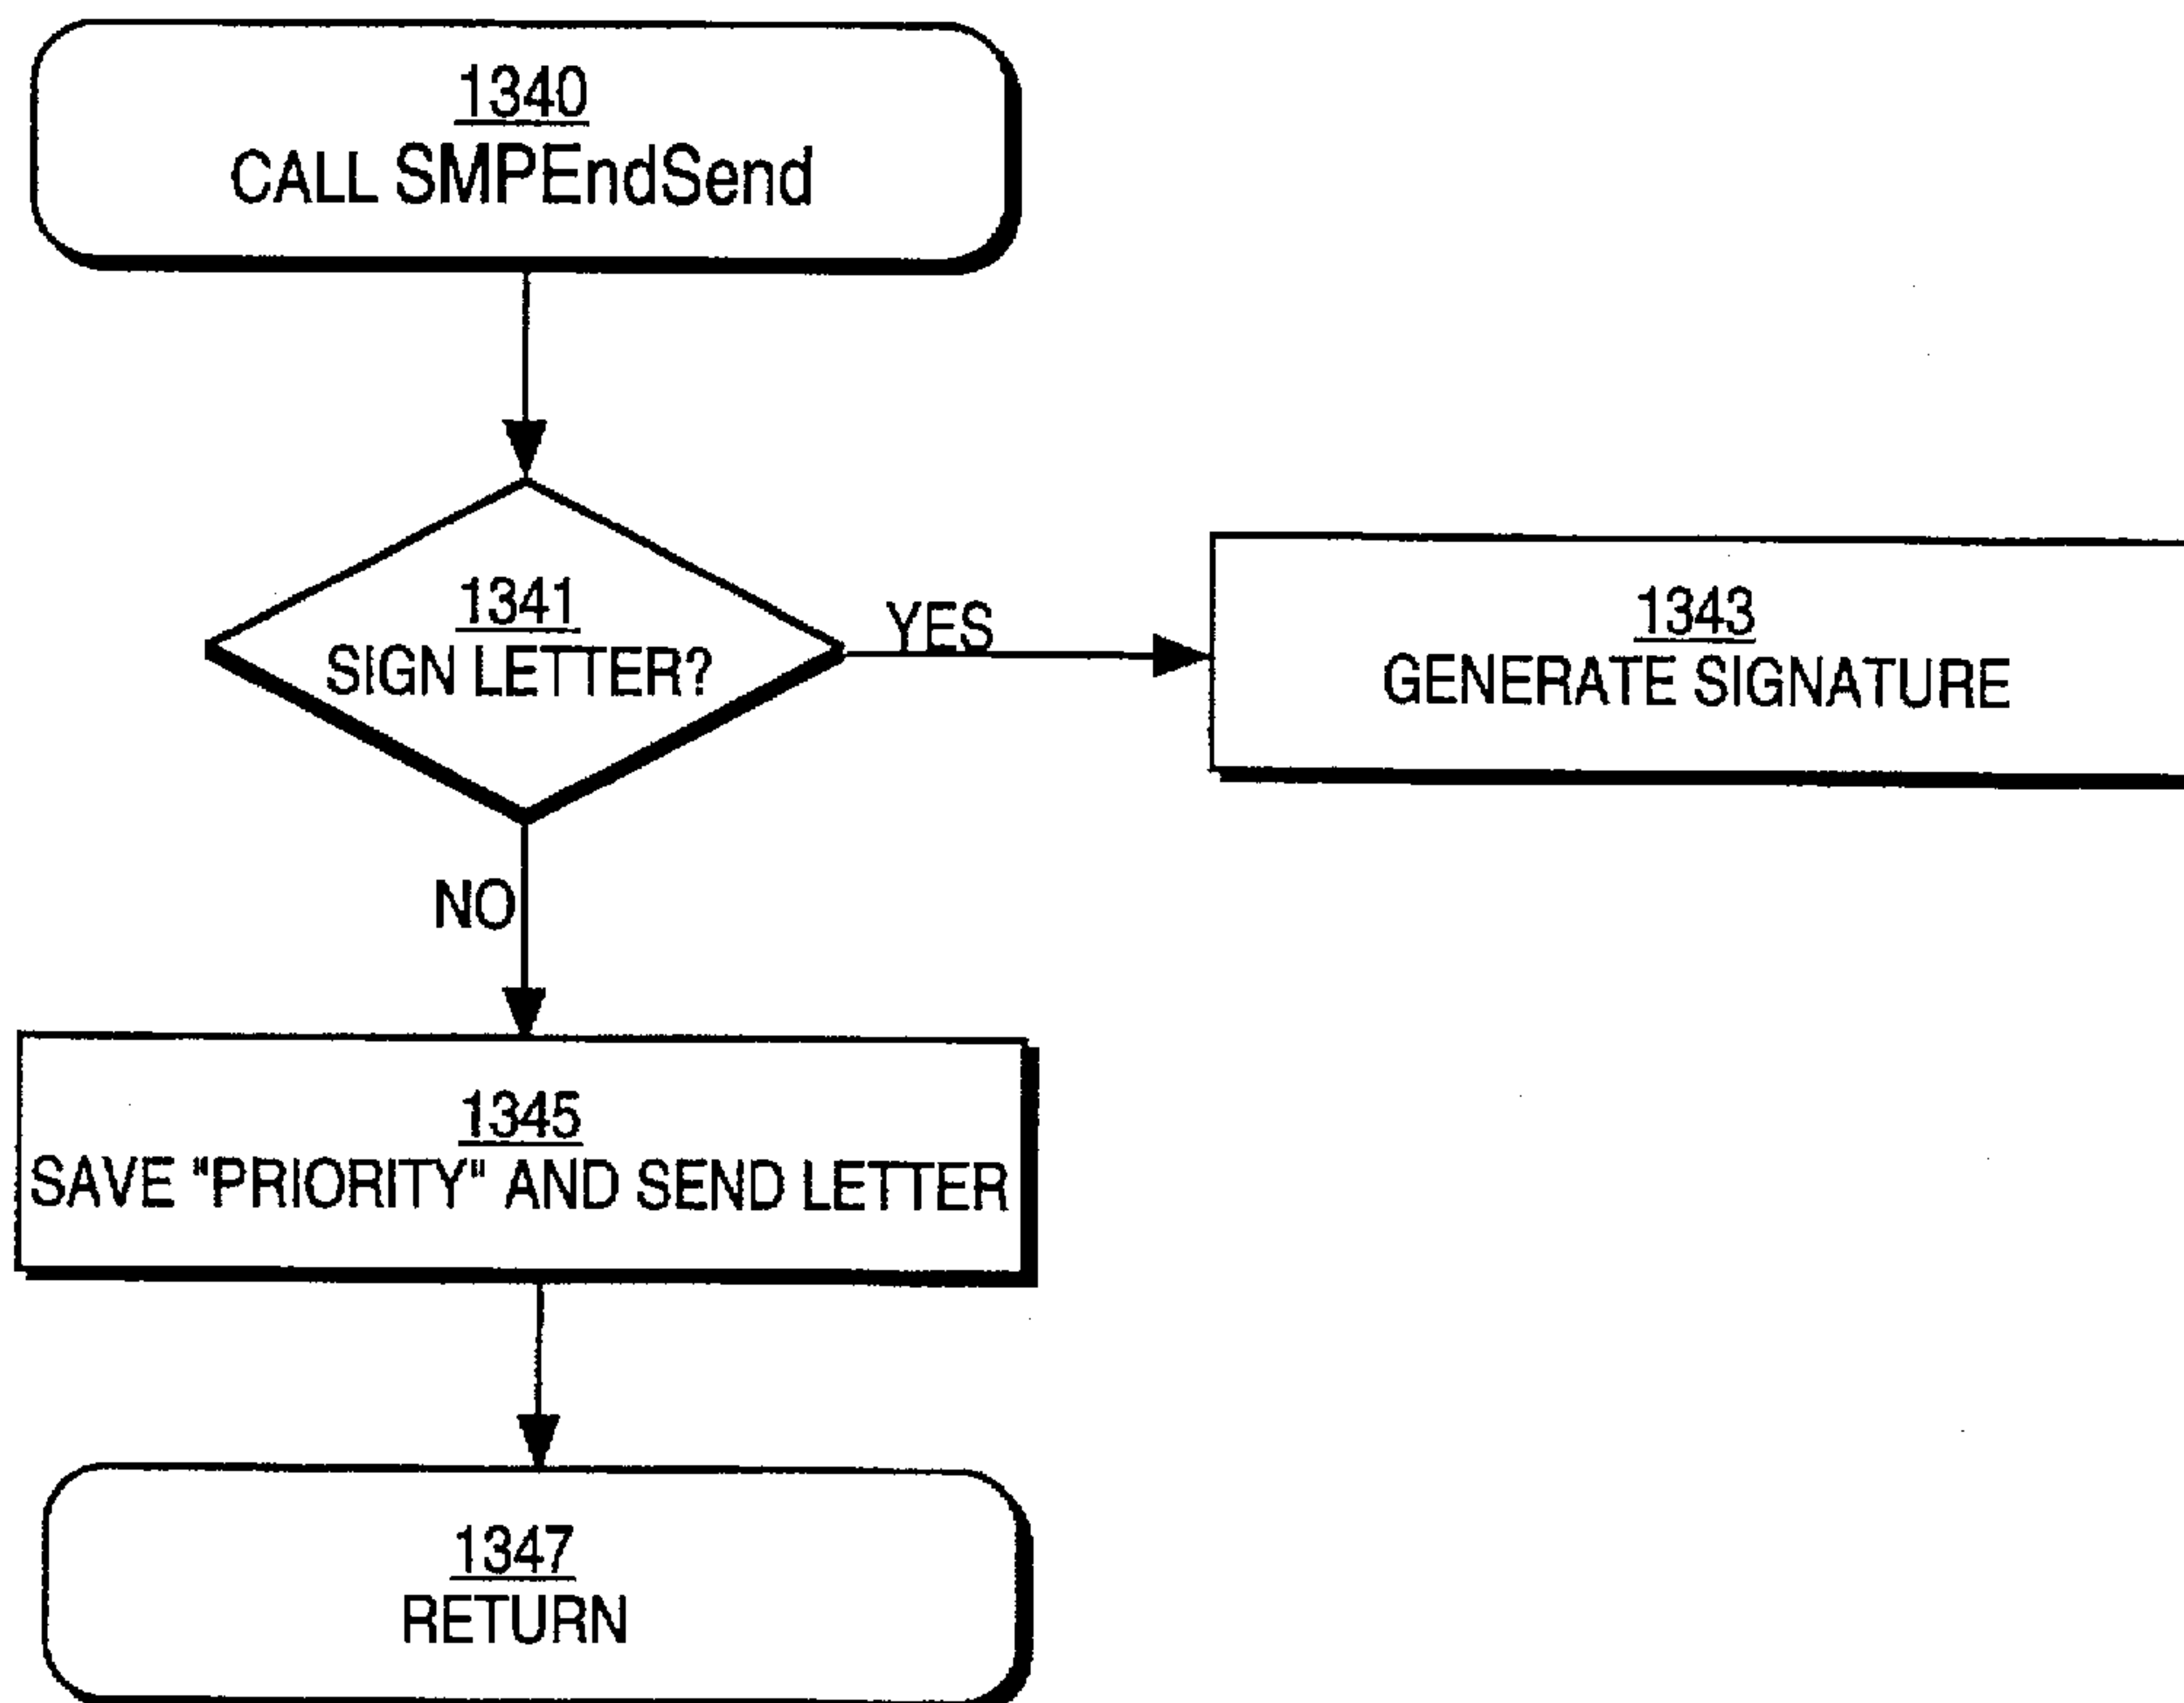 1340
CALL SMPEndSend
1341
SIGN LETTER?
YES
1343
GENERATE SIGNATURE
NO
1345
SAVE "PRIORITY" AND SEND LETTER
1347
RETURN